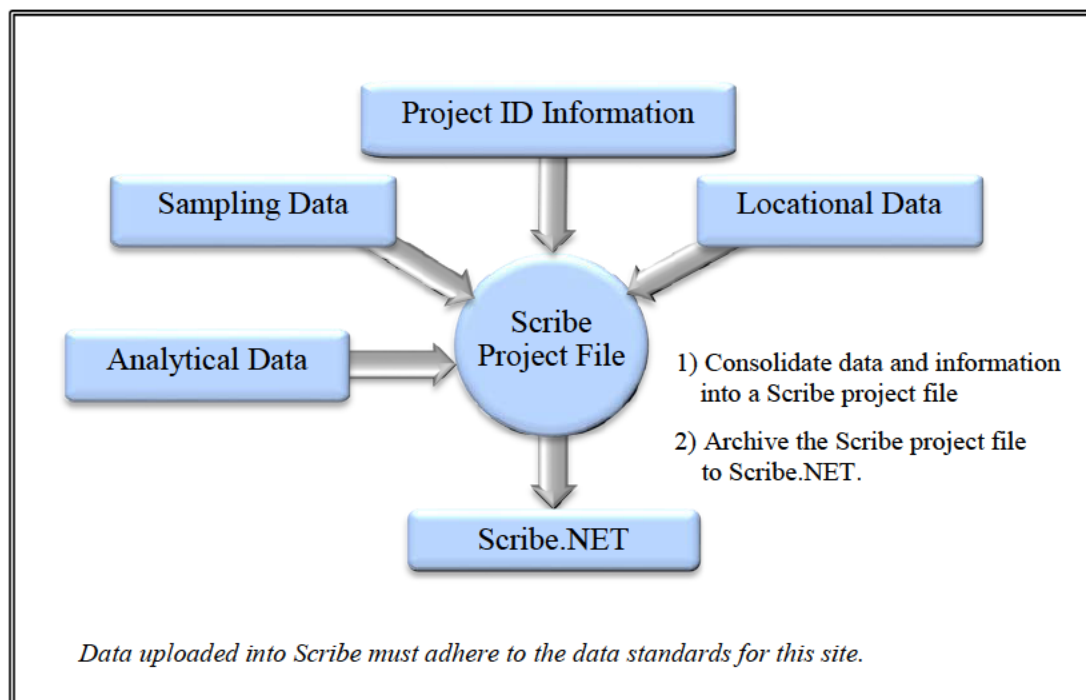 Project ID Information
Sampling Data
Locational Data
Scribe
Project File
Analytical Data
1) Consolidate data and information
into a Scribe project file
2) Archive the Scribe project file
to Scribe.NET.
Scribe.NET
Data uploaded into Scribe must adhere to the data standards for this site.